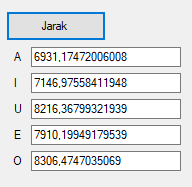 Jarak
A 6931,17472006008
I 7146,97558411948
U 8216,36799321939
E 7910,19949179539
O 8306,4747035069